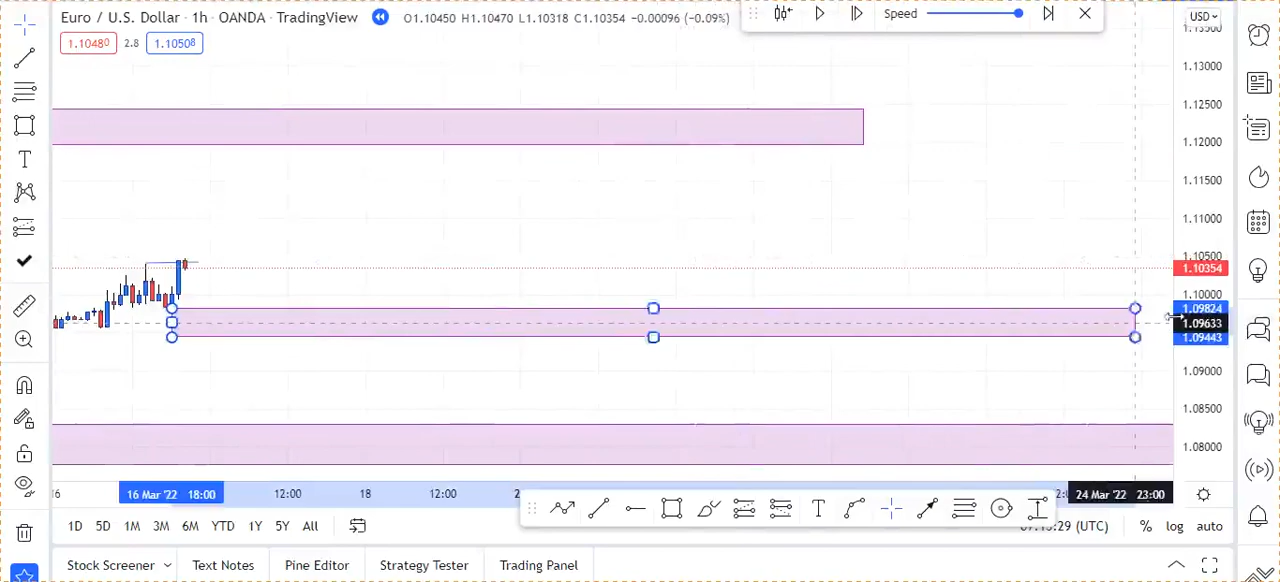 Euro / U.S. Dollar · 1h · OANDA · TradingView O1.10450 H1.10470 L1.10318 C1.10354 −0.00096 (−0.09%)
Speed
USD
1.10480 2.8 1.10508
1.13000
1.12500
1.12000
1.11500
1.11000
1.10500
1.10354
1.10000
1.09824
1.09633
1.09443
1.09000
1.08500
1.08000
16 Mar '22 18:00 12:00 18 12:00 24 Mar '22 23:00
1D 5D 1M 3M 6M YTD 1Y 5Y All (UTC) % log auto
Stock Screener Text Notes Pine Editor Strategy Tester Trading Panel